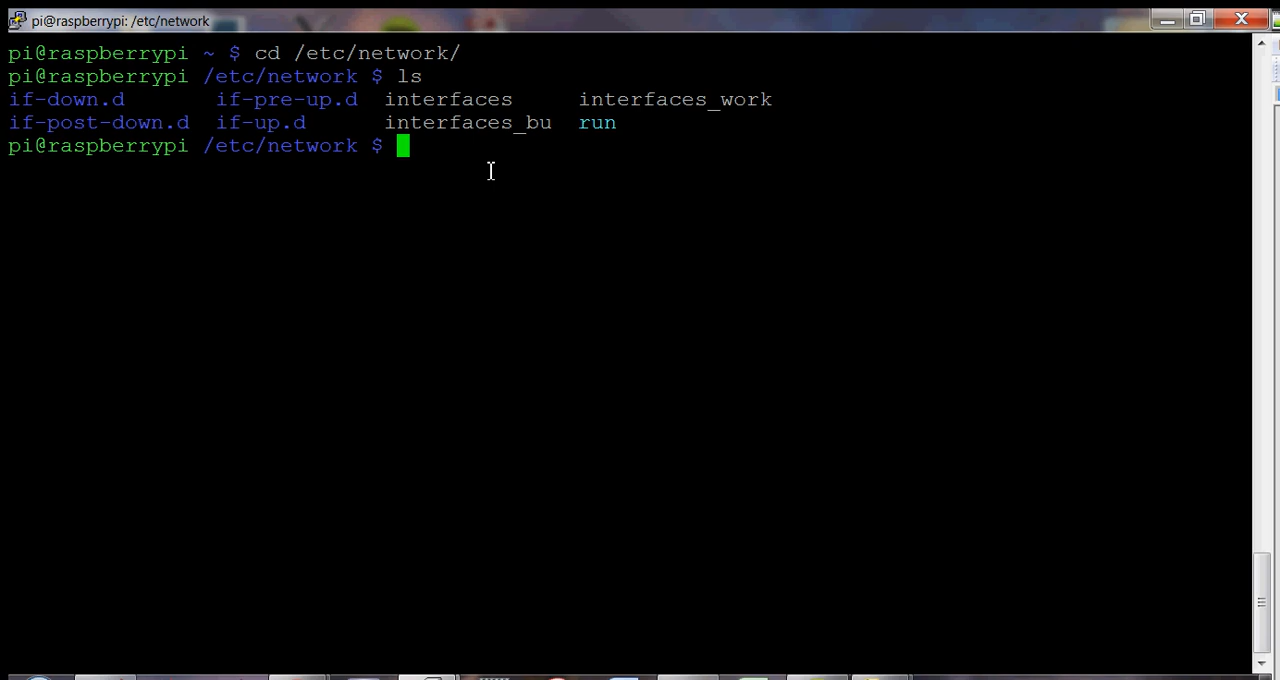 pi@raspberrypi: /etc/network
pi@raspberrypi ~ $ cd /etc/network/
pi@raspberrypi /etc/network $ ls
if-down.d if-pre-up.d interfaces interfaces_work
if-post-down.d if-up.d interfaces_bu run
pi@raspberrypi /etc/network $